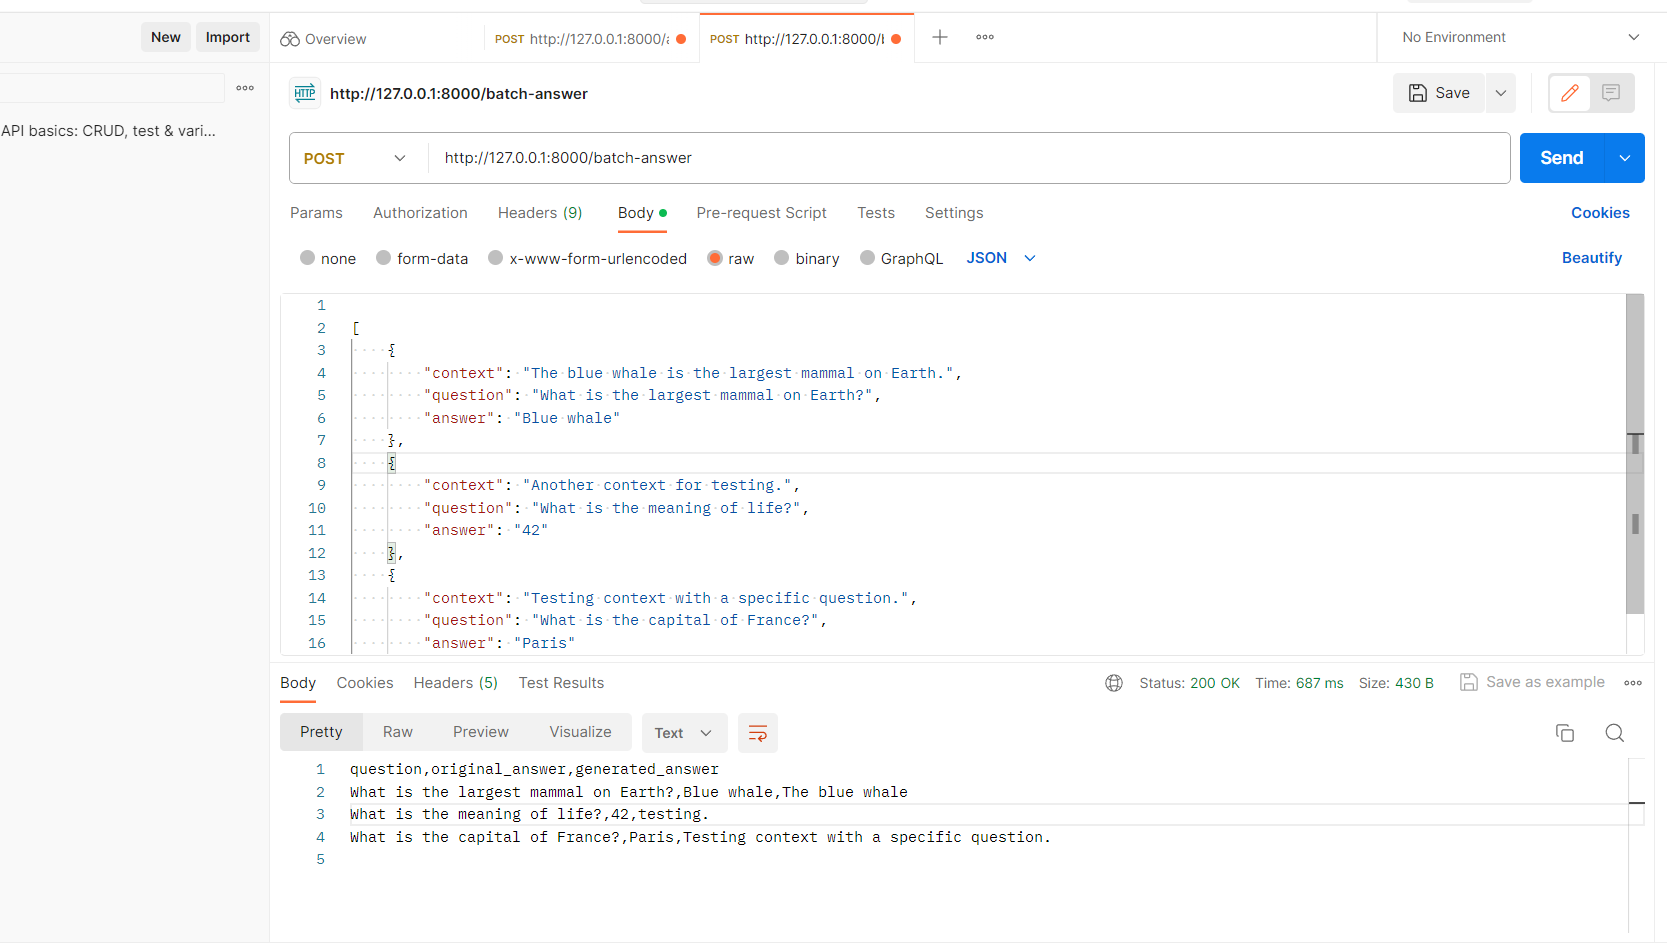 New Import Overview POST http://127.0.0.1:8000/ POST http://127.0.0.1:8000/ No Environment
HTTP http://127.0.0.1:8000/batch-answer Save
API basics: CRUD, test & vari...
POST http://127.0.0.1:8000/batch-answer Send
Params Authorization Headers (9) Body Pre-request Script Tests Settings Cookies
none form-data x-www-form-urlencoded raw binary GraphQL JSON Beautify
1
2 [
3 {
4 "context": "The blue whale is the largest mammal on Earth.",
5 "question": "What is the largest mammal on Earth?",
6 "answer": "Blue whale"
7 },
8 {
9 "context": "Another context for testing.",
10 "question": "What is the meaning of life?",
11 "answer": "42"
12 },
13 {
14 "context": "Testing context with a specific question.",
15 "question": "What is the capital of France?",
16 "answer": "Paris"
Body Cookies Headers (5) Test Results Status: 200 OK Time: 687 ms Size: 430 B Save as example
Pretty Raw Preview Visualize Text
1 question,original_answer,generated_answer
2 What is the largest mammal on Earth?,Blue whale,The blue whale
3 What is the meaning of life?,42,testing.
4 What is the capital of France?,Paris,Testing context with a specific question.
5